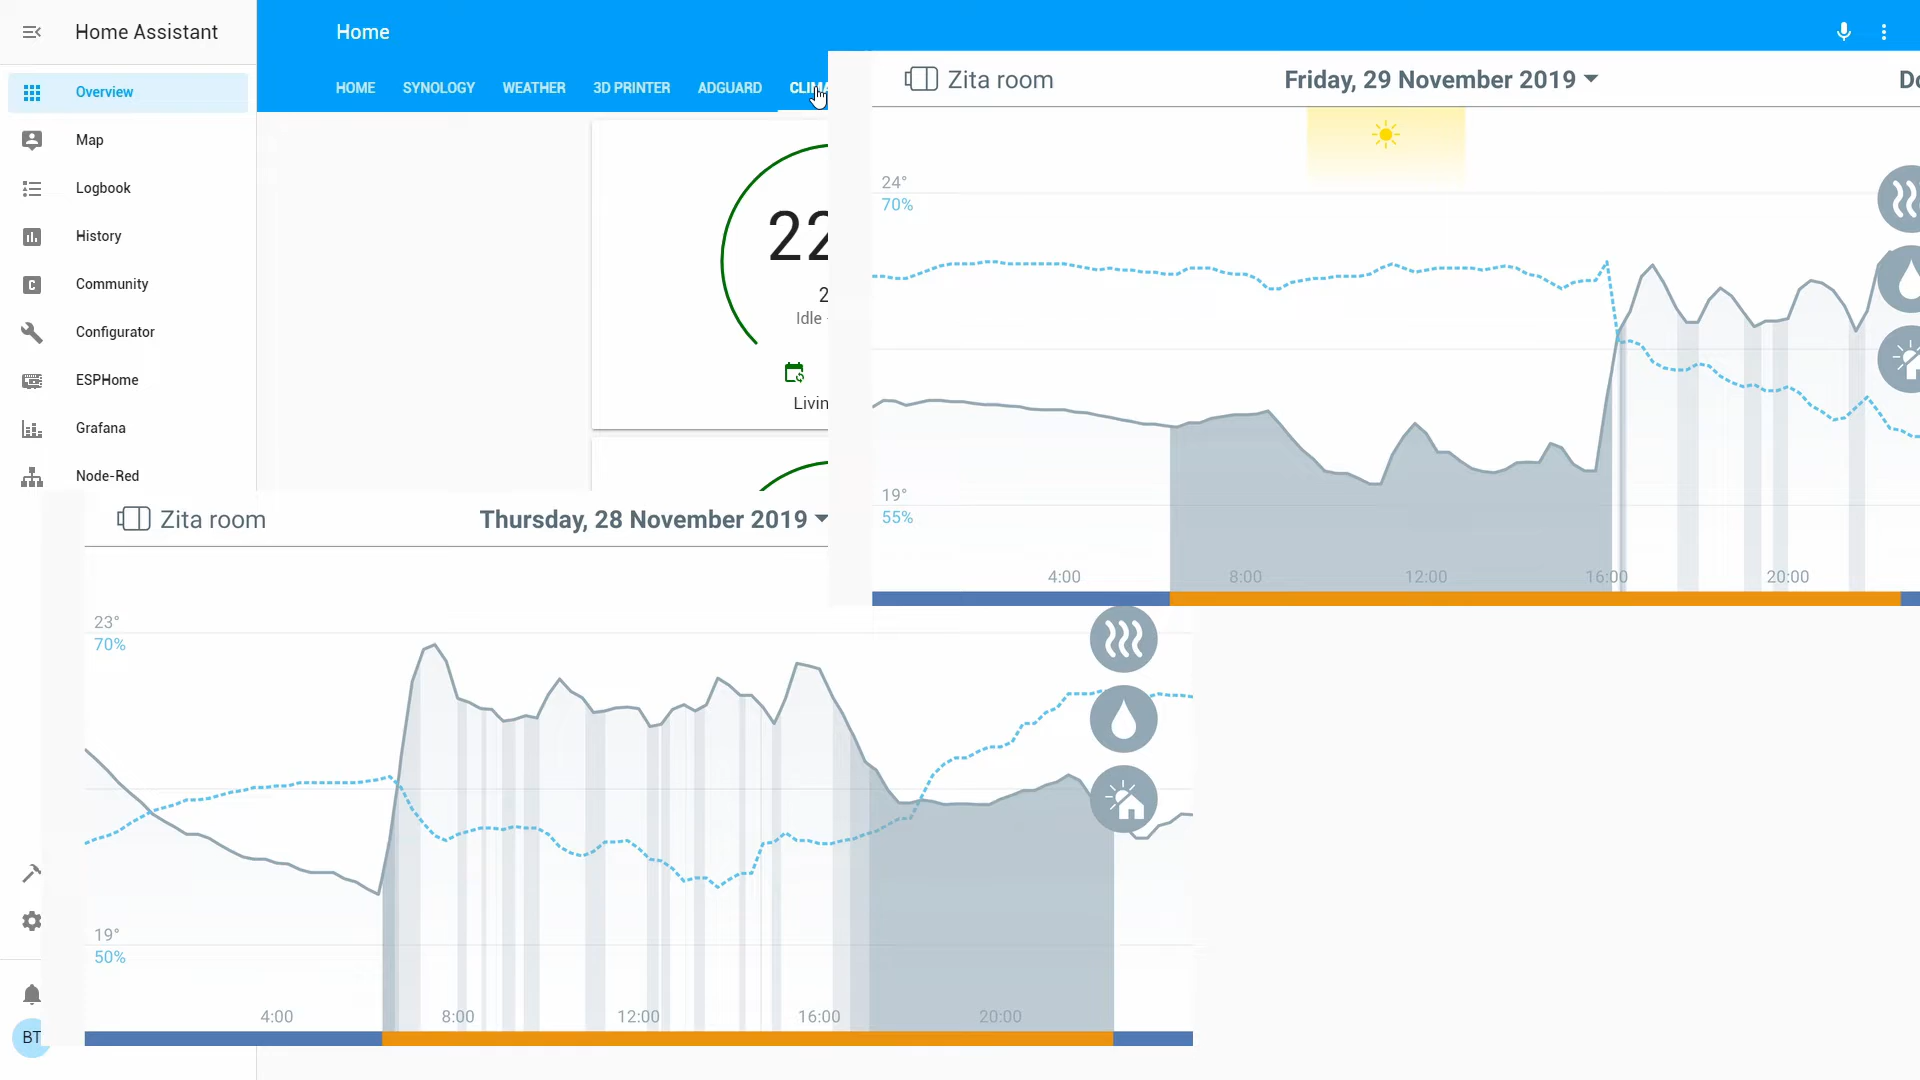 Home Assistant
Home
HOME
SYNOLOGY
WEATHER
3D PRINTER
ADGUARD
Overview
Map
Logbook
History
Community
C
Configurator
ESPHome
Grafana
Node-Red
BT
22
2
Idle
Zita room
Friday, 29 November 2019
24°
70%
19°
55%
4:00
8:00
12:00
16:00
20:00
Zita room
Thursday, 28 November 2019
23°
70%
19°
50%
4:00
8:00
12:00
16:00
20:00